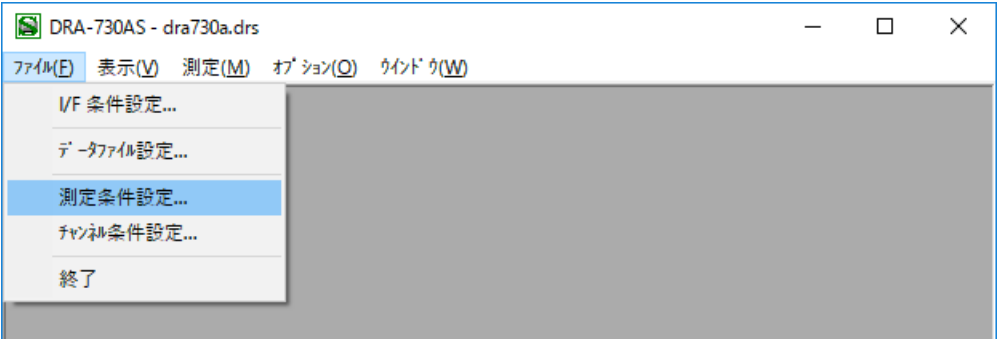 DRA-730AS - dra730a.drs
ﾌｧｲﾙ(F) 表示(V) 測定(M) ｵﾌﾟｼｮﾝ(O) ｳｲﾝﾄﾞｳ(W)
I/F 条件設定...
ﾃﾞｰﾀﾌｧｲﾙ設定...
測定条件設定...
ﾁｬﾝﾈﾙ条件設定...
終了